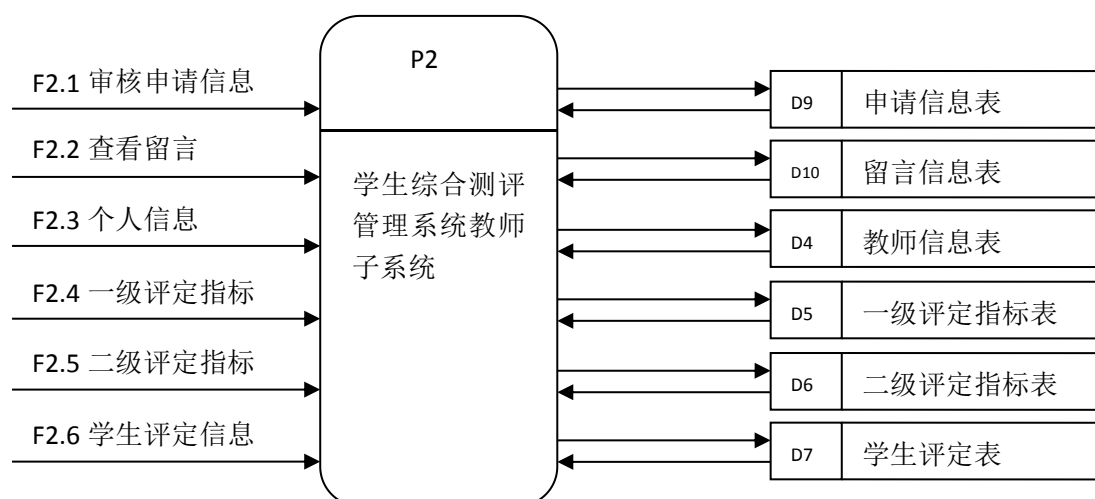 P2
F2.1 审核申请信息
F2.2 查看留言
F2.3 个人信息
F2.4 一级评定指标
F2.5 二级评定指标
F2.6 学生评定信息
学生综合测评
管理系统教师
子系统
D9 申请信息表
D10 留言信息表
D4 教师信息表
D5 一级评定指标表
D6 二级评定指标表
D7 学生评定表